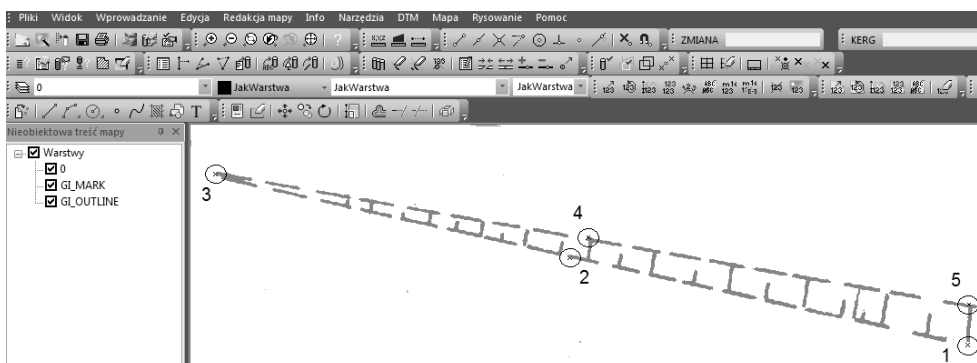 Pliki Widok Wprowadzanie Edycja Redakcja mapy Info Narzędzia DTM Mapa Rysowanie Pomoc
ZMIANA KERG
0 JakWarstwa JakWarstwa JakWarstwa
Nieobiektowa treść mapy
Warstwy
0
GI_MARK
GI_OUTLINE
3
4
2
5
1